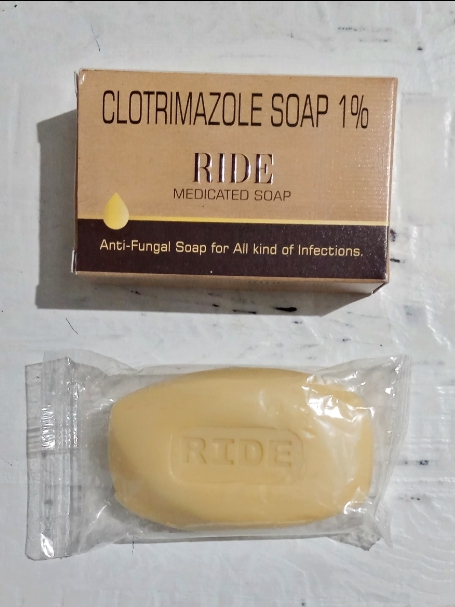 CLOTRIMAZOLE SOAP 1%
RIDE
MEDICATED SOAP
Anti-Fungal Soap for All kind of Infections.
RIDE